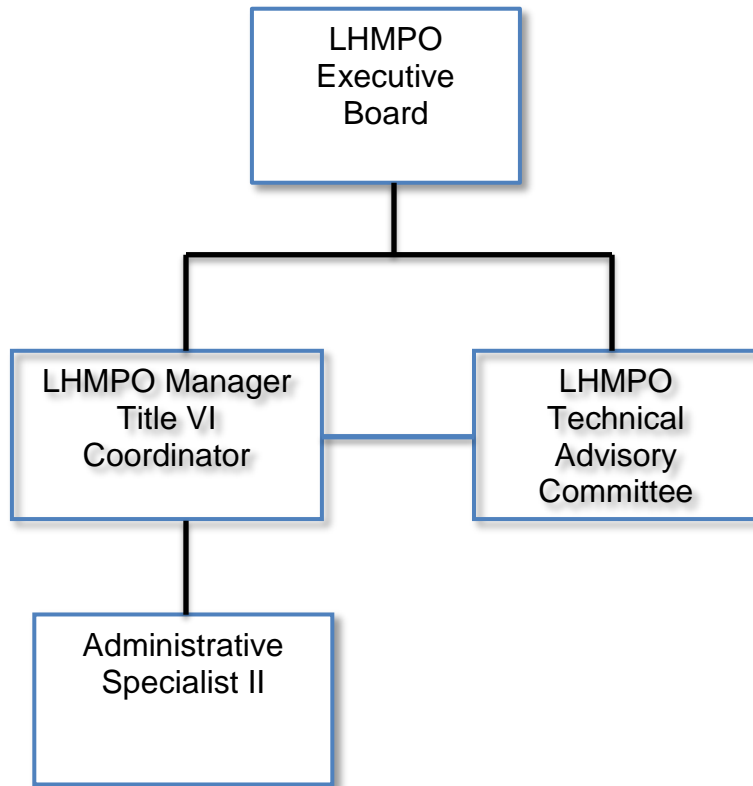 LHMPO
Executive
Board
LHMPO Manager
Title VI
Coordinator
LHMPO
Technical
Advisory
Committee
Administrative
Specialist II